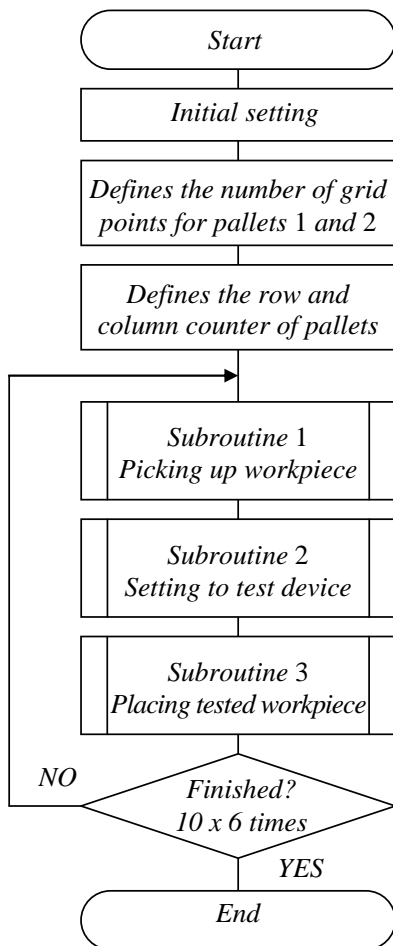 Start
Initial setting
Defines the number of grid
points for pallets 1 and 2
Defines the row and
column counter of pallets
Subroutine 1
Picking up workpiece
Subroutine 2
Setting to test device
Subroutine 3
Placing tested workpiece
NO
Finished?
10 x 6 times
YES
End